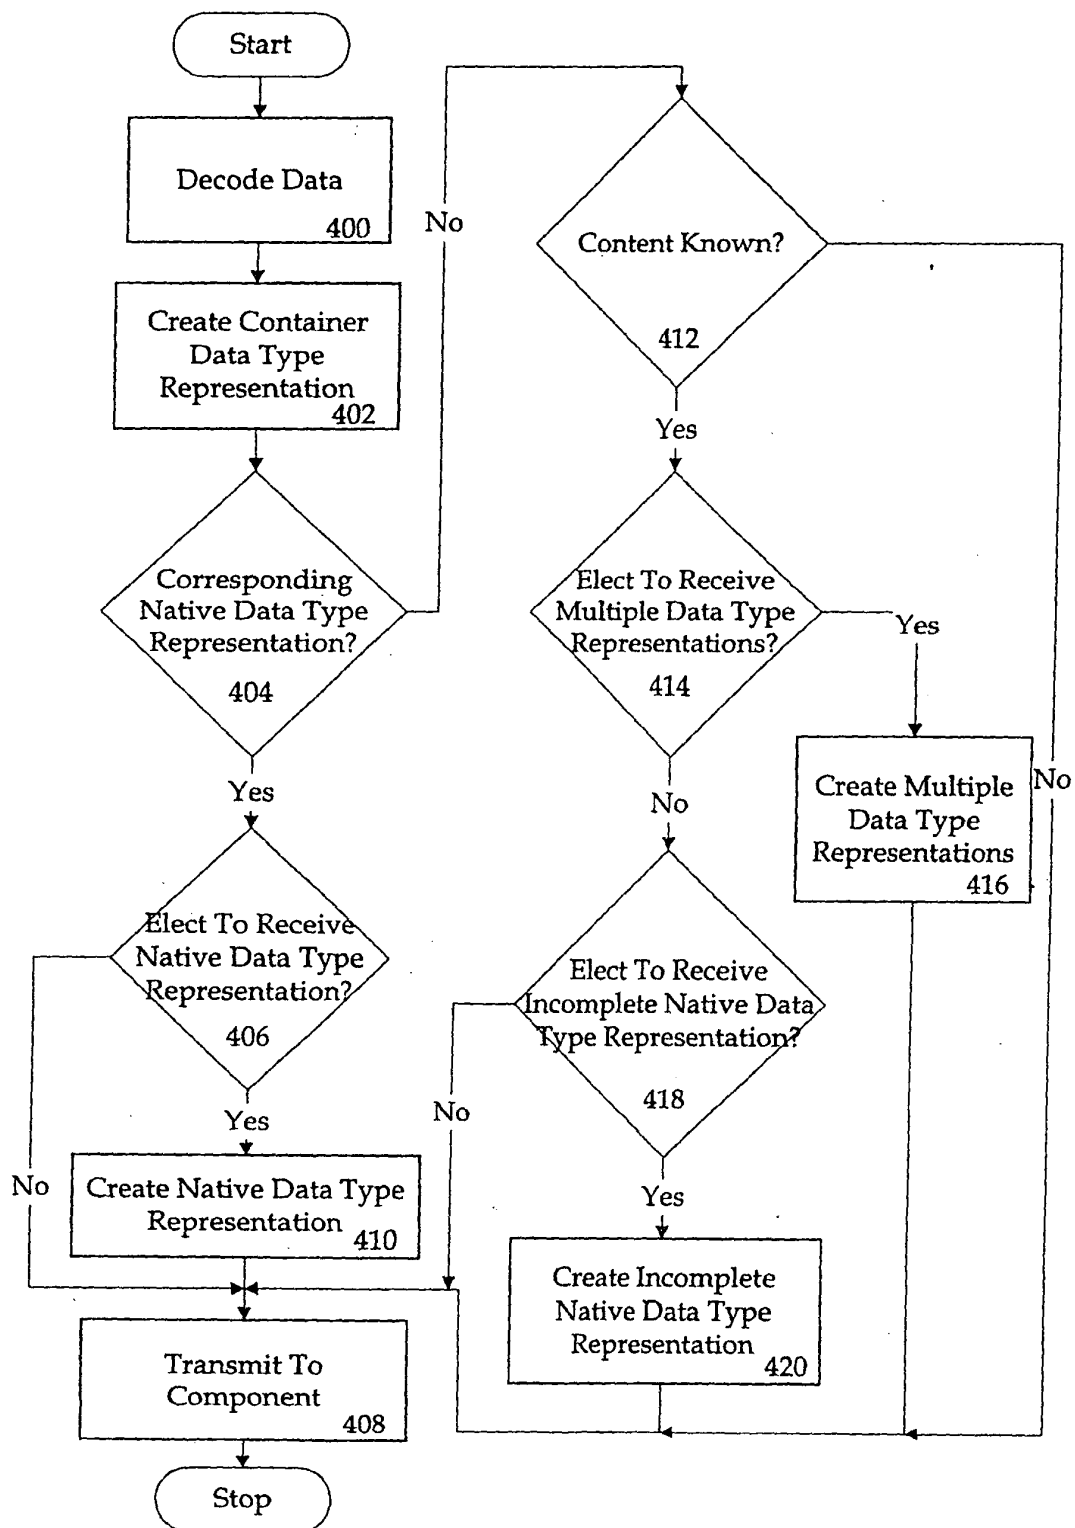 Start
Decode Data
400
No
Create Container
Data Type
Representation
402
Content Known?
412
Yes
Corresponding
Native Data Type
Representation?
404
Elect To Receive
Multiple Data Type
Representations?
414
Yes
Yes
No
Create Multiple
Data Type
Representations
416
No
Elect To Receive
Native Data Type
Representation?
406
Elect To Receive
Incomplete Native Data
Type Representation?
418
Yes
No
No
Create Native Data Type
Representation
410
Yes
Create Incomplete
Native Data Type
Representation
420
Transmit To
Component
408
Stop